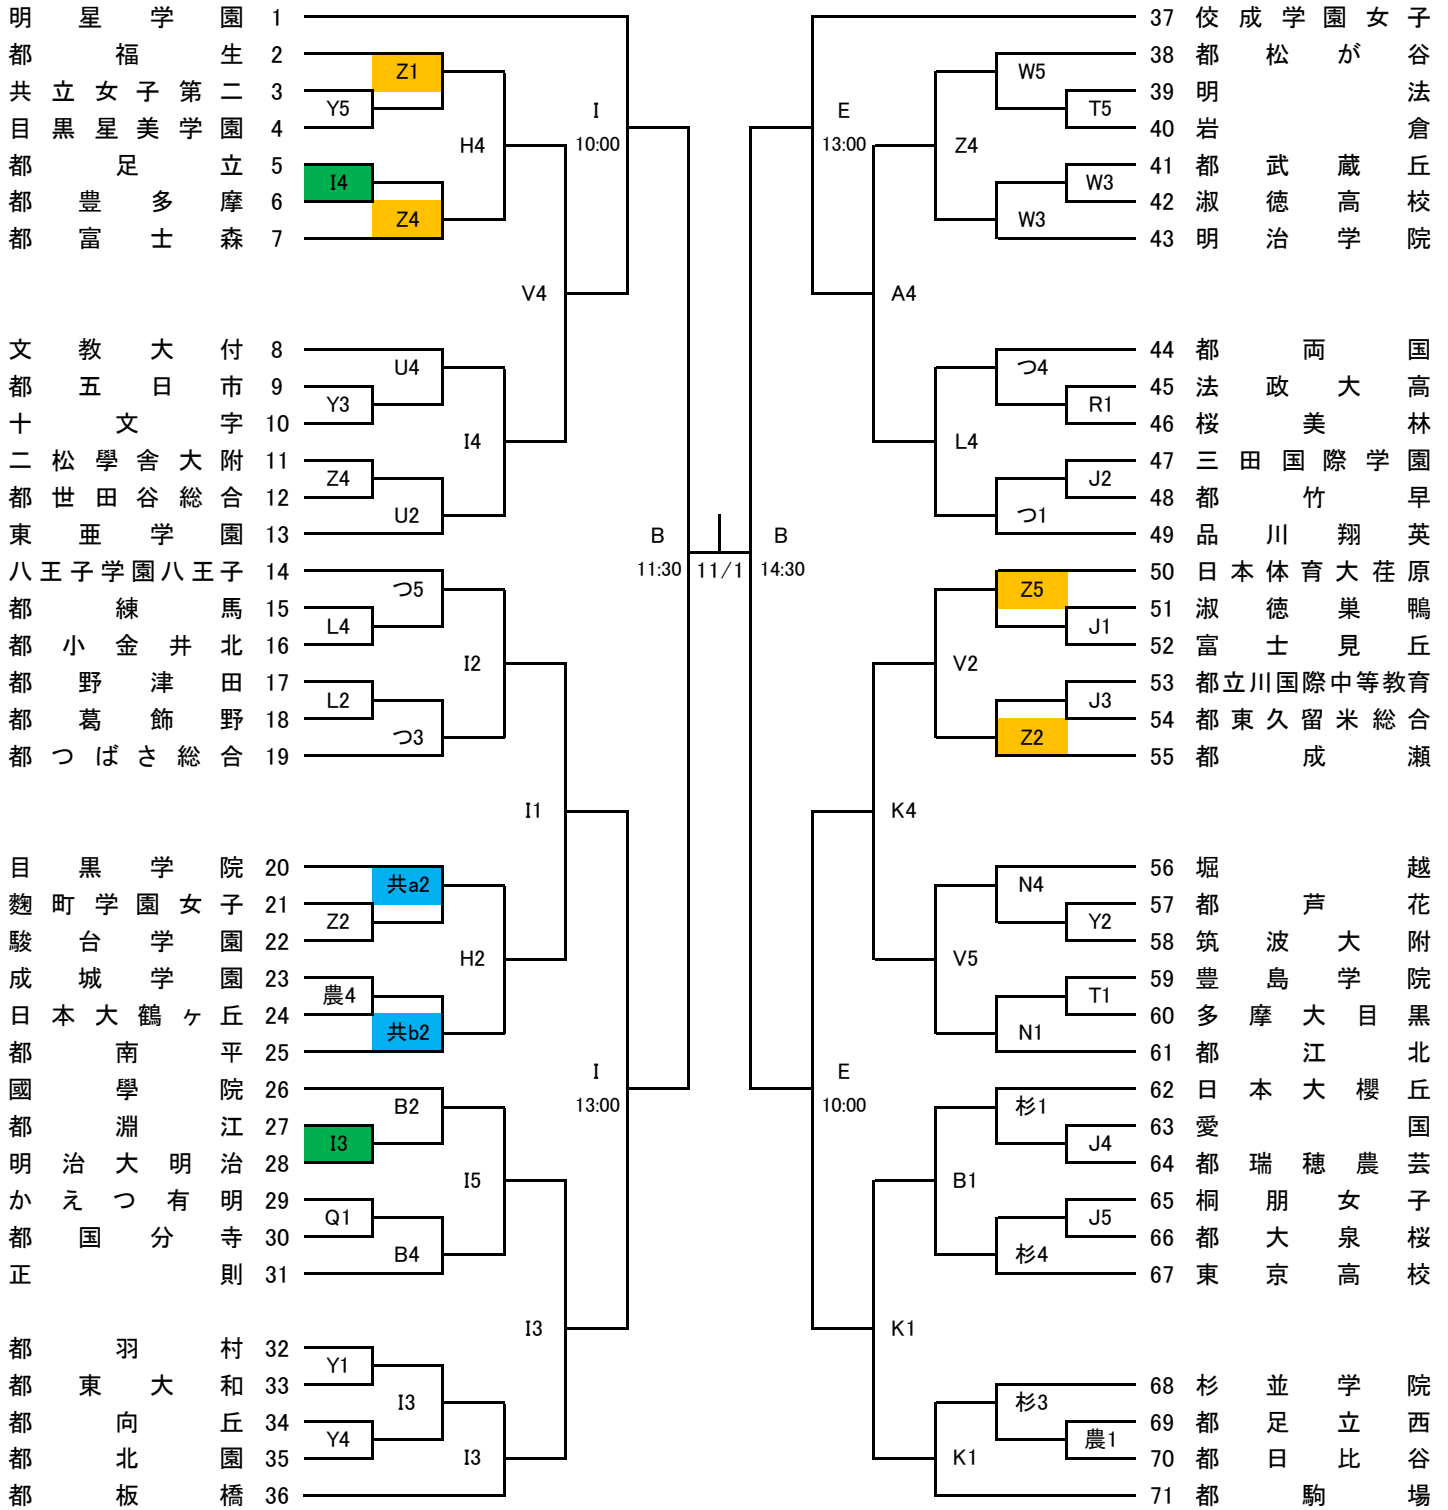 明星学園 1
都福生 2
Z1
共立女子第二 3
Y5
目黒星美学園 4
H4
I
10:00
都足立 5
I4
都豊多摩 6
Z4
都富士森 7
V4
文教大付 8
U4
都五日市 9
Y3
十文字 10
I4
二松學舎大附 11
Z4
都世田谷総合 12
U2
東亜学園 13
B
11:30
八王子学園八王子 14
つ5
都練馬 15
L4
都小金井北 16
I2
都野津田 17
L2
都葛飾野 18
つ3
都つばさ総合 19
I1
目黒学院 20
共a2
麴町学園女子 21
Z2
駿台学園 22
H2
成城学園 23
農4
日本大鶴ヶ丘 24
共b2
都南平 25
I
13:00
國學院 26
B2
都淵江 27
I3
明治大明治 28
I5
かえつ有明 29
Q1
都国分寺 30
B4
正則 31
I3
都羽村 32
Y1
都東大和 33
I3
都向丘 34
Y4
都北園 35
I3
都板橋 36
11/1
37 佼成学園女子
38 都松が谷
W5
39 明法
T5
40 岩倉
E
13:00
Z4
41 都武蔵丘
W3
42 淑徳高校
W3
43 明治学院
A4
44 都両国
つ4
45 法政大高
R1
46 桜美林
L4
47 三田国際学園
J2
48 都竹早
つ1
49 品川翔英
B
14:30
50 日本体育大荏原
Z5
51 淑徳巣鴨
J1
52 富士見丘
V2
53 都立川国際中等教育
J3
54 都東久留米総合
Z2
55 都成瀬
K4
56 堀越
N4
57 都芦花
Y2
58 筑波大附
V5
59 豊島学院
T1
60 多摩大目黒
N1
61 都江北
E
10:00
62 日本大櫻丘
杉1
63 愛国
J4
64 都瑞穂農芸
B1
65 桐朋女子
J5
66 都大泉桜
杉4
67 東京高校
K1
68 杉並学院
杉3
69 都足立西
農1
70 都日比谷
K1
71 都駒場